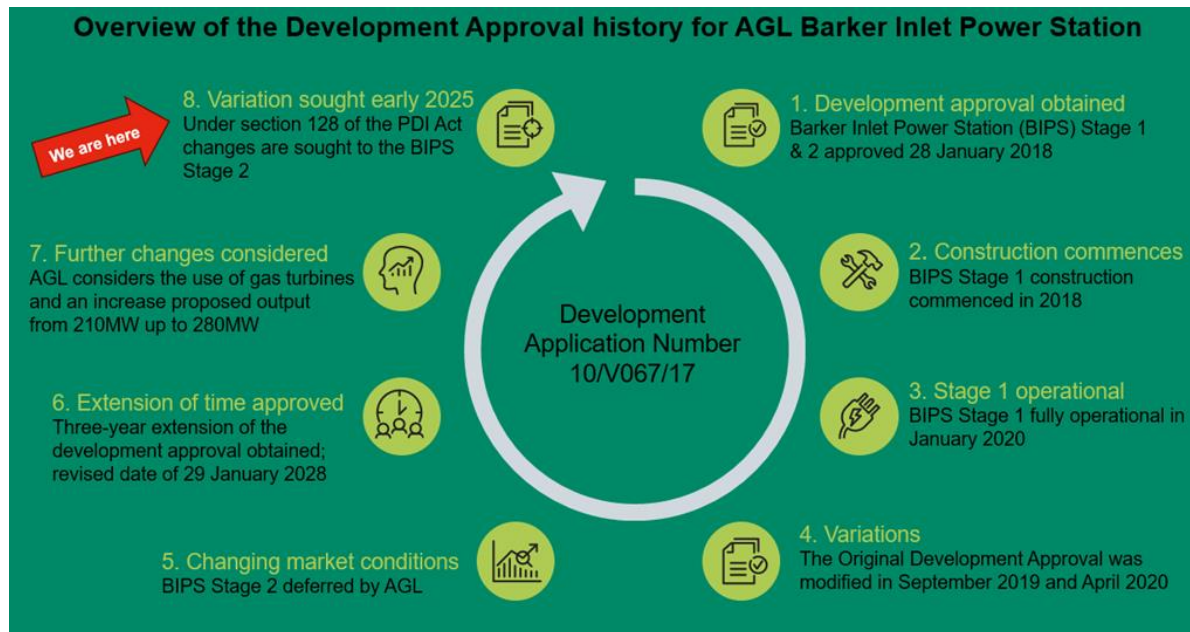 Overview of the Development Approval history for AGL Barker Inlet Power Station
1. Development approval obtained
Barker Inlet Power Station (BIPS) Stage 1
& 2 approved 28 January 2018
2. Construction commences
BIPS Stage 1 construction
commenced in 2018
3. Stage 1 operational
BIPS Stage 1 fully operational in
January 2020
4. Variations
The Original Development Approval was
modified in September 2019 and April 2020
5. Changing market conditions
BIPS Stage 2 deferred by AGL
6. Extension of time approved
Three-year extension of the
development approval obtained;
revised date of 29 January 2028
7. Further changes considered
AGL considers the use of gas turbines
and an increase proposed output
from 210MW up to 280MW
8. Variation sought early 2025
Under section 128 of the PDI Act
changes are sought to the BIPS
Stage 2
We are here
Development
Application Number
10/V067/17